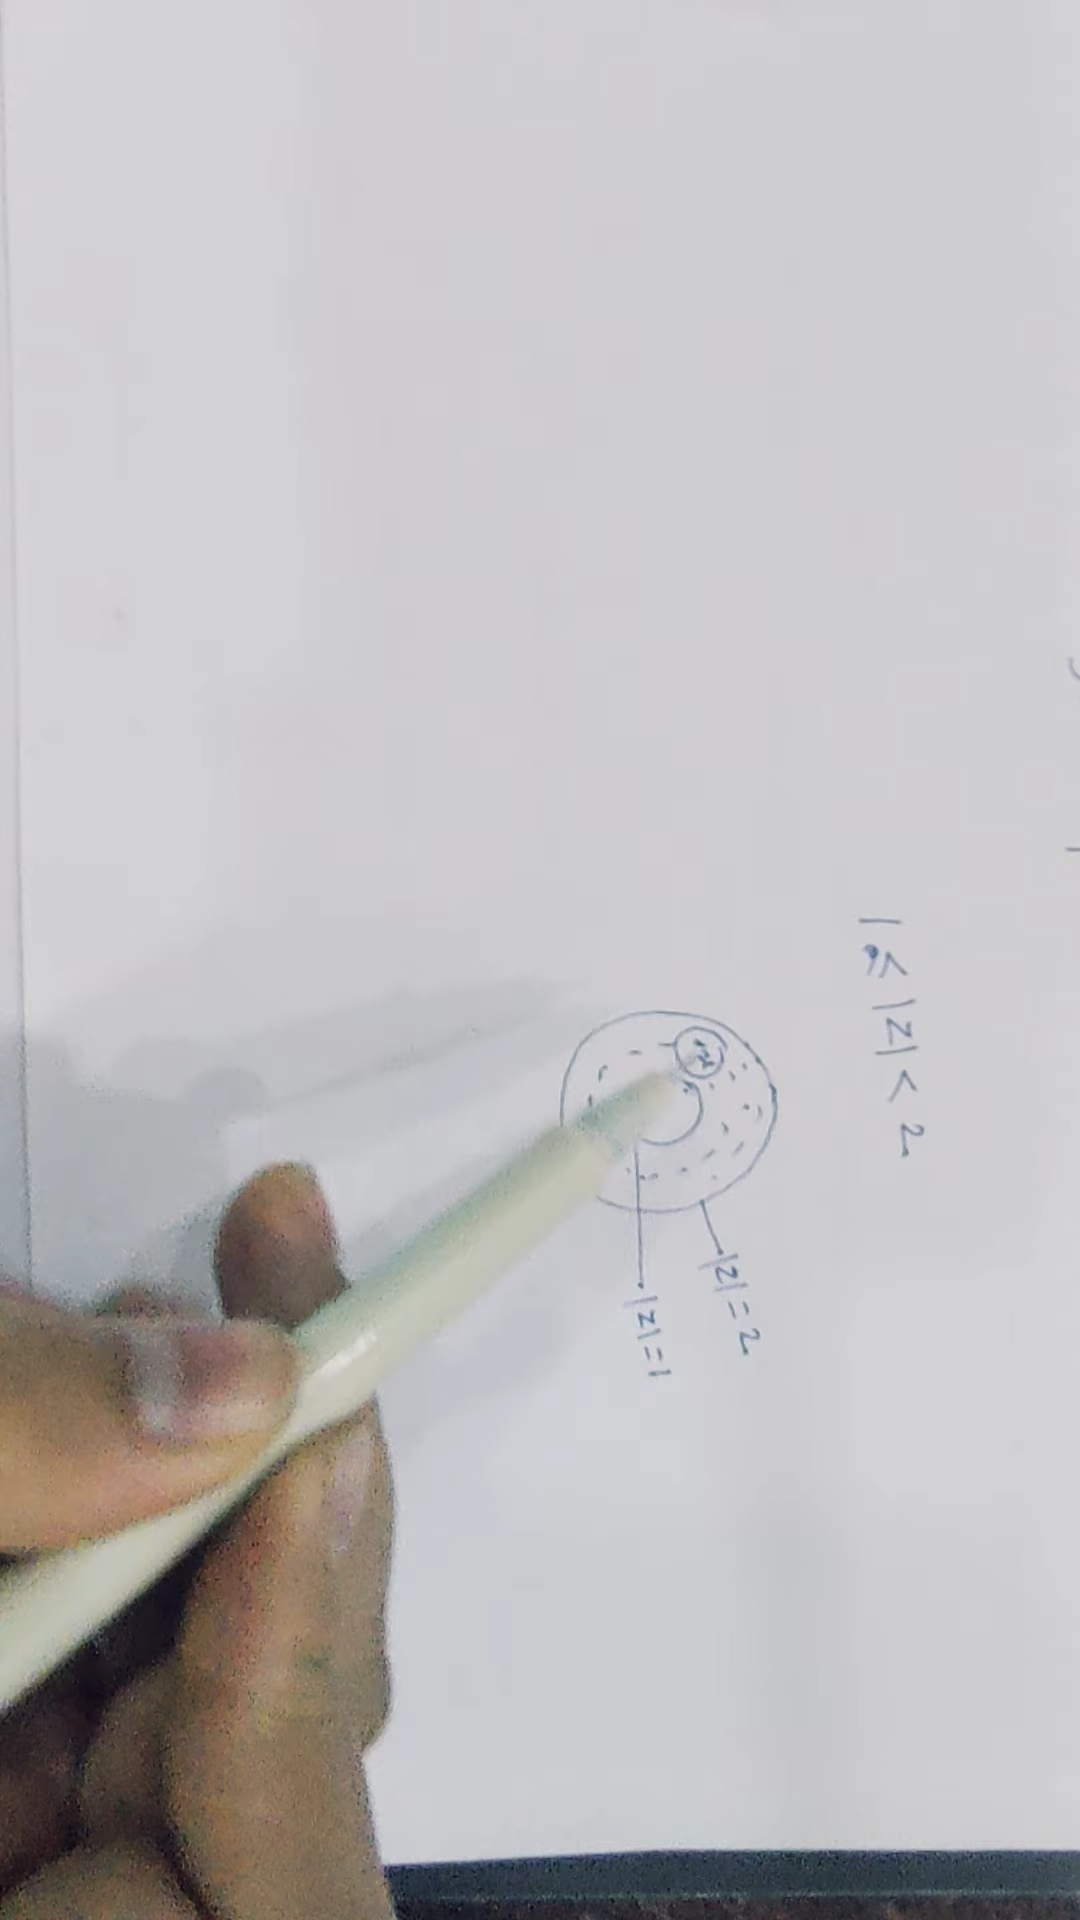 1 ≤ |z| < 2
|z| = 2
|z| = 1